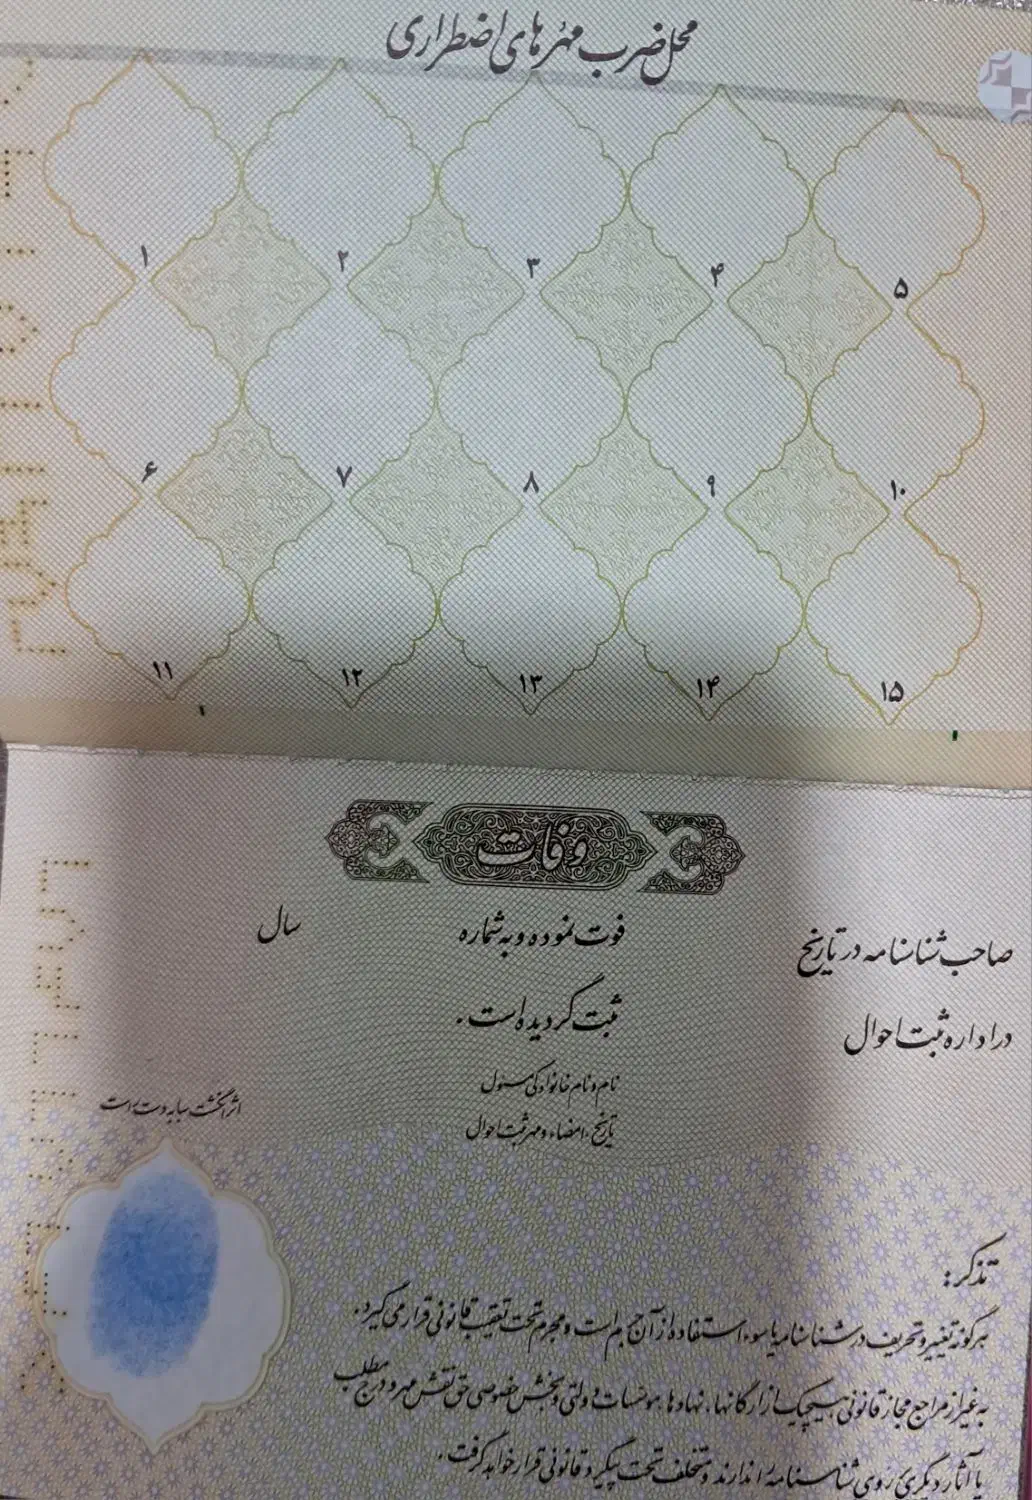 محل ضرب مهرهای اضطراری
۱ ۲ ۳ ۴ ۵
۶ ۷ ۸ ۹ ۱۰
۱۱ ۱۲ ۱۳ ۱۴ ۱۵
وفات
صاحب شناسنامه در تاریخ فوت نموده و به شماره سال
در اداره ثبت احوال ثبت گردیده است.
نام و نام خانوادگی مسئول
تاریخ، امضاء و مهر ثبت احوال
اثر انگشت سبابه دست راست
تذکر:
هرگونه تغییر و تحریف در شناسنامه یا سوء استفاده از آن جرم است و مجرم تحت تعقیب قانونی قرار می گیرد.
به غیر از مراجع مجاز قانونی هیچیک از ارگانها، نهادها، موسسات دولتی و بخش خصوصی حق نقش مهر و درج مطلب
یا آثار دیگری روی شناسنامه را ندارند و متخلف تحت پیگرد قانونی قرار خواهد گرفت.